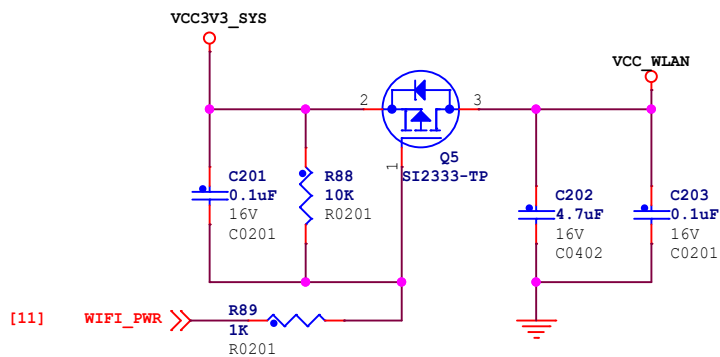 VCC3V3_SYS
VCC_WLAN
2
3
1
Q5
SI2333-TP
C201
0.1uF
16V
C0201
R88
10K
R0201
C202
4.7uF
16V
C0402
C203
0.1uF
16V
C0201
[11]
WIFI_PWR
R89
1K
R0201